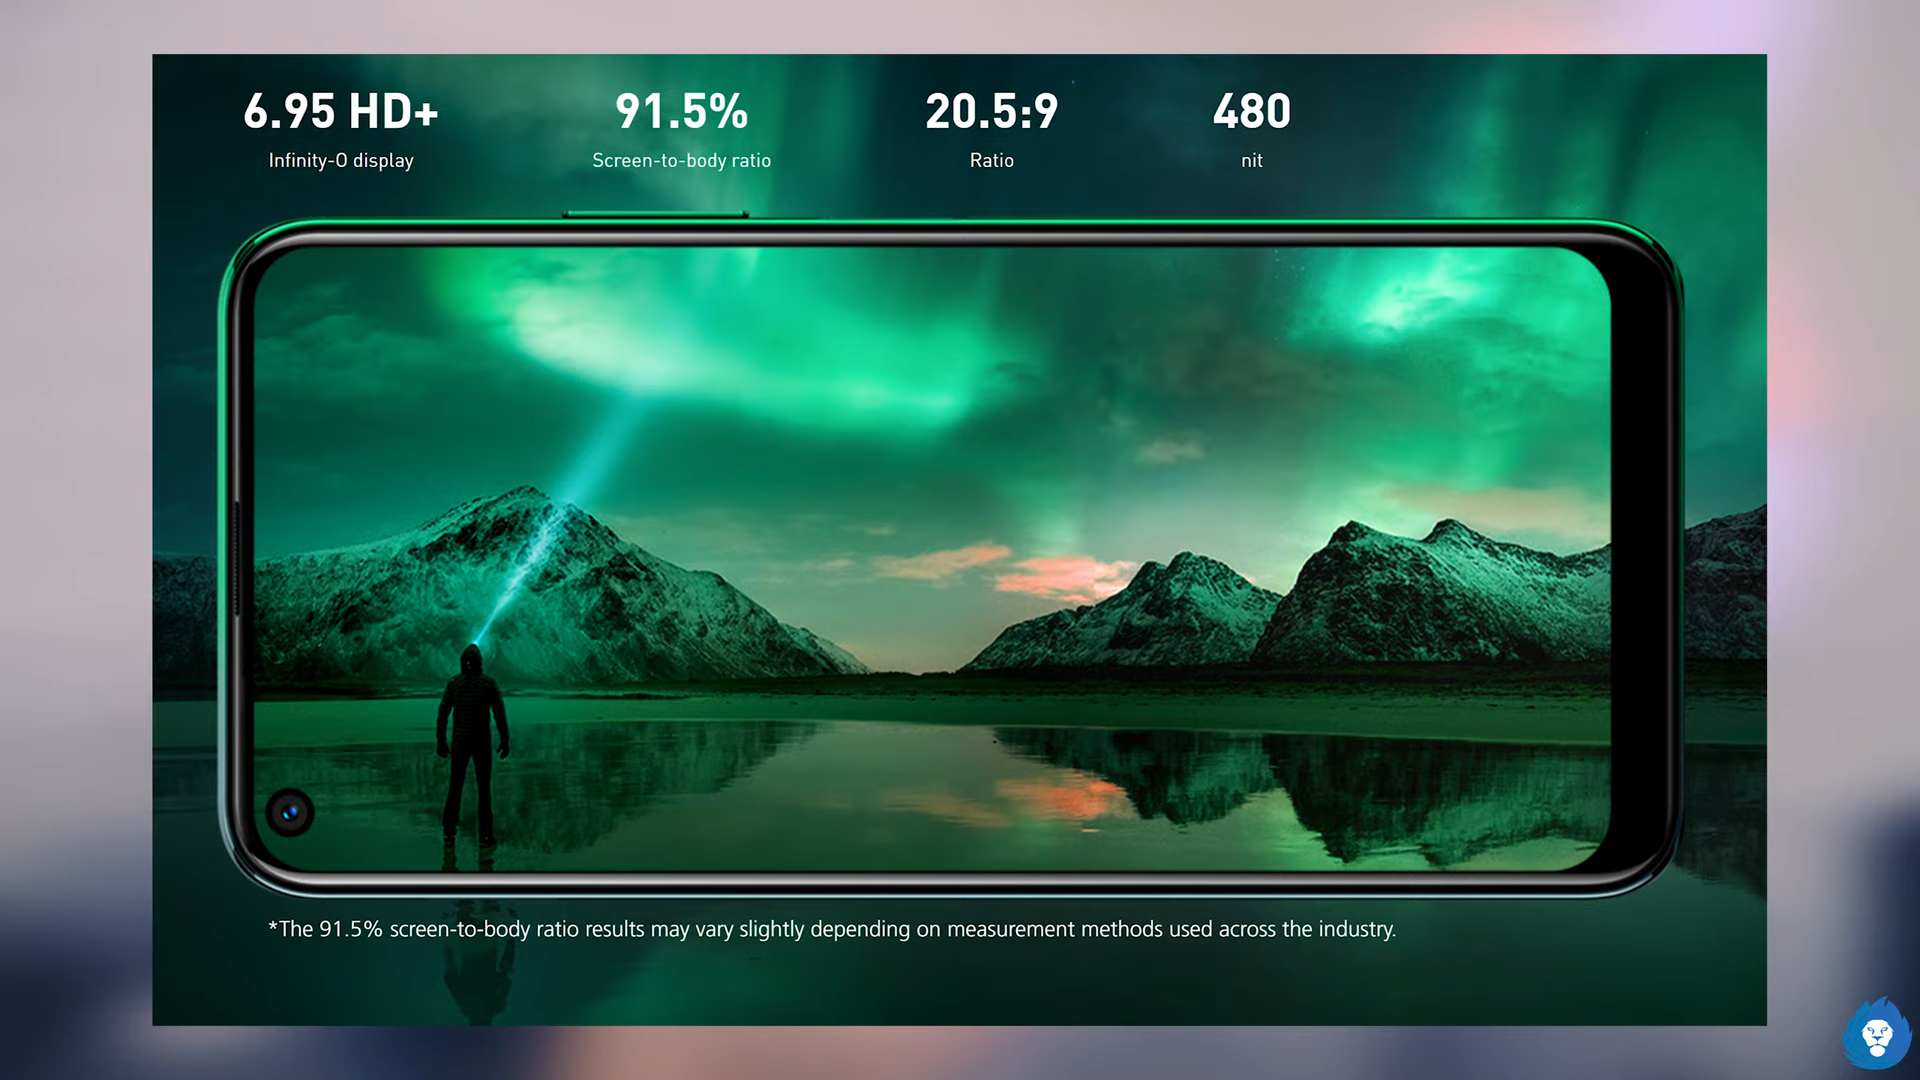 6.95 HD+
Infinity-O display
91.5%
Screen-to-body ratio
20.5:9
Ratio
480
nit
*The 91.5% screen-to-body ratio results may vary slightly depending on measurement methods used across the industry.